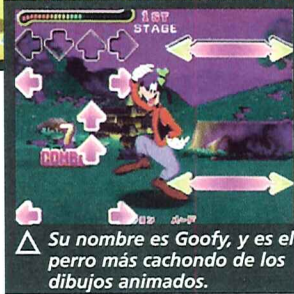 1ST
STAGE
7
COMBO
△ Su nombre es Goofy, y es el
perro más cachondo de los
dibujos animados.